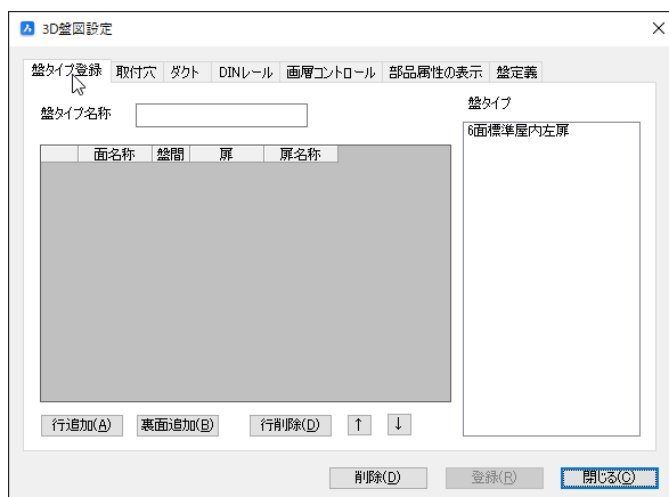 3D盤図設定
盤タイプ登録 取付穴 ダクト DINレール 画層コントロール 部品属性の表示 盤定義
盤タイプ名称
盤タイプ
6面標準屋内左扉
面名称 盤間 扉 扉名称
行追加(A) 裏面追加(B) 行削除(D) ↑ ↓
削除(D) 登録(R) 閉じる(C)